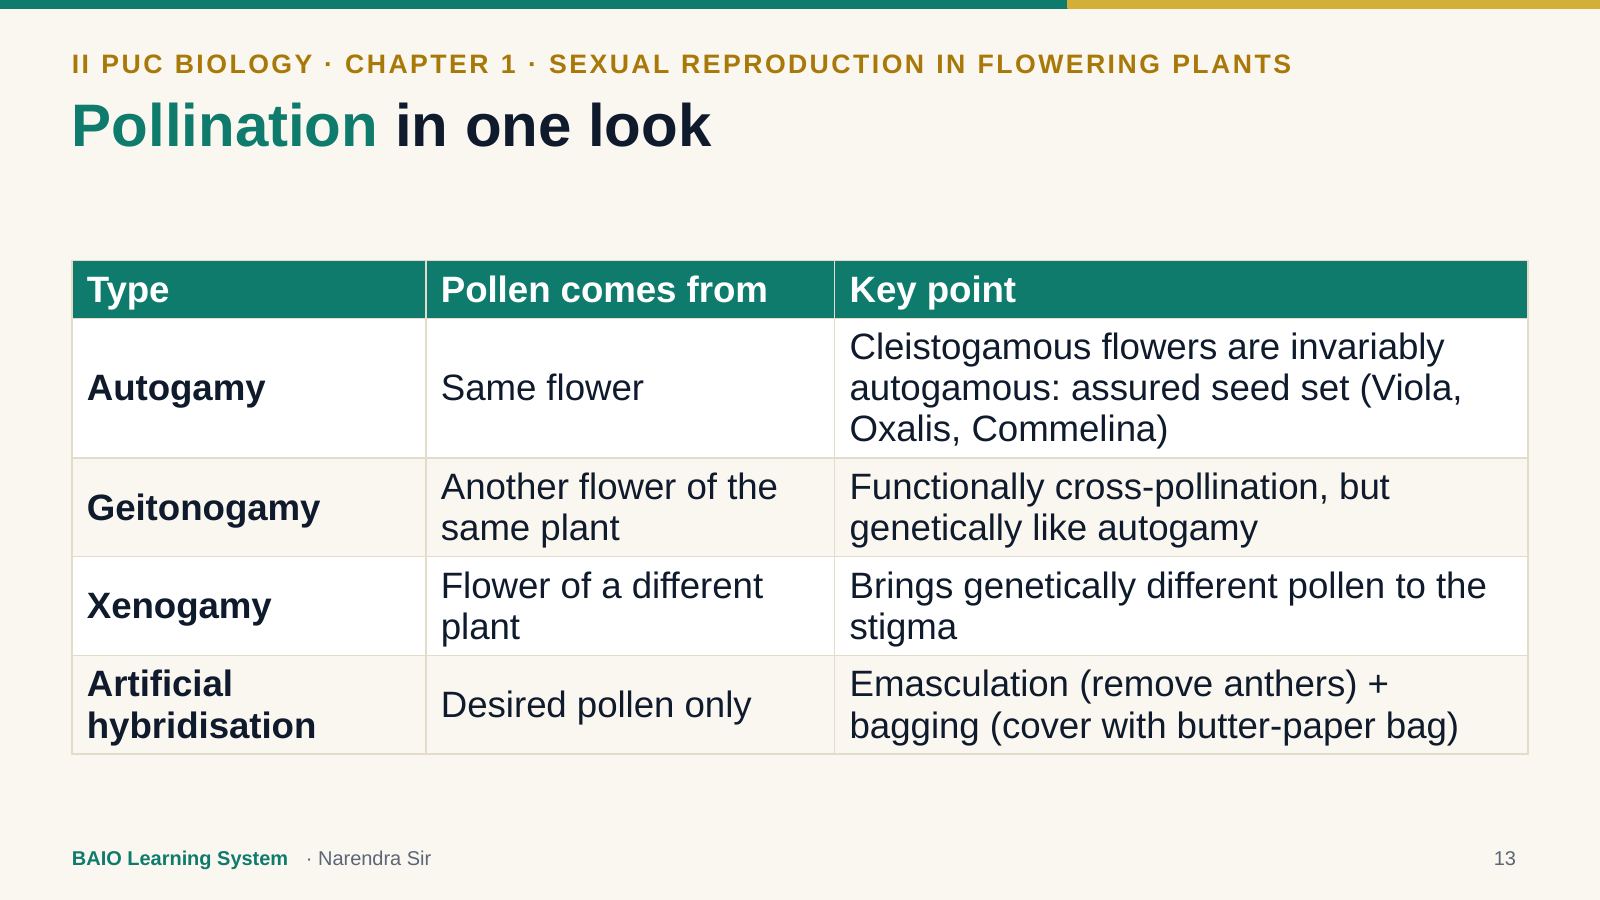 II PUC BIOLOGY · CHAPTER 1 · SEXUAL REPRODUCTION IN FLOWERING PLANTS
Pollination in one look
Type
Pollen comes from
Key point
Autogamy
Same flower
Cleistogamous flowers are invariably
autogamous: assured seed set (Viola,
Oxalis, Commelina)
Geitonogamy
Another flower of the
same plant
Functionally cross-pollination, but
genetically like autogamy
Xenogamy
Flower of a different
plant
Brings genetically different pollen to the
stigma
Artificial
hybridisation
Desired pollen only
Emasculation (remove anthers) +
bagging (cover with butter-paper bag)
BAIO Learning System · Narendra Sir
13